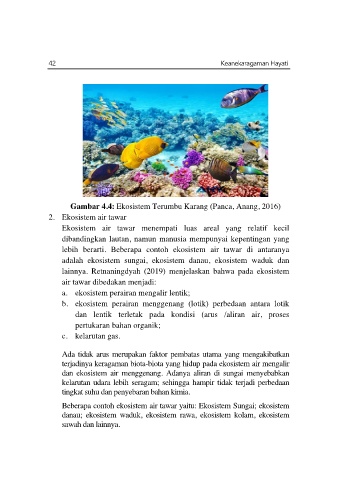 42 Keanekaragaman Hayati
Gambar 4.4: Ekosistem Terumbu Karang (Panca, Anang, 2016)
2. Ekosistem air tawar
Ekosistem air tawar menempati luas areal yang relatif kecil
dibandingkan lautan, namun manusia mempunyai kepentingan yang
lebih berarti. Beberapa contoh ekosistem air tawar di antaranya
adalah ekosistem sungai, ekosistem danau, ekosistem waduk dan
lainnya. Retnaningdyah (2019) menjelaskan bahwa pada ekosistem
air tawar dibedakan menjadi:
a. ekosistem perairan mengalir lentik;
b. ekosistem perairan menggenang (lotik) perbedaan antara lotik
dan lentik terletak pada kondisi (arus /aliran air, proses
pertukaran bahan organik;
c. kelarutan gas.
Ada tidak arus merupakan faktor pembatas utama yang mengakibatkan
terjadinya keragaman biota-biota yang hidup pada ekosistem air mengalir
dan ekosistem air menggenang. Adanya aliran di sungai menyebabkan
kelarutan udara lebih seragam; sehingga hampir tidak terjadi perbedaan
tingkat suhu dan penyebaran bahan kimia.
Beberapa contoh ekosistem air tawar yaitu: Ekosistem Sungai; ekosistem
danau; ekosistem waduk, ekosistem rawa, ekosistem kolam, ekosistem
sawah dan lainnya.